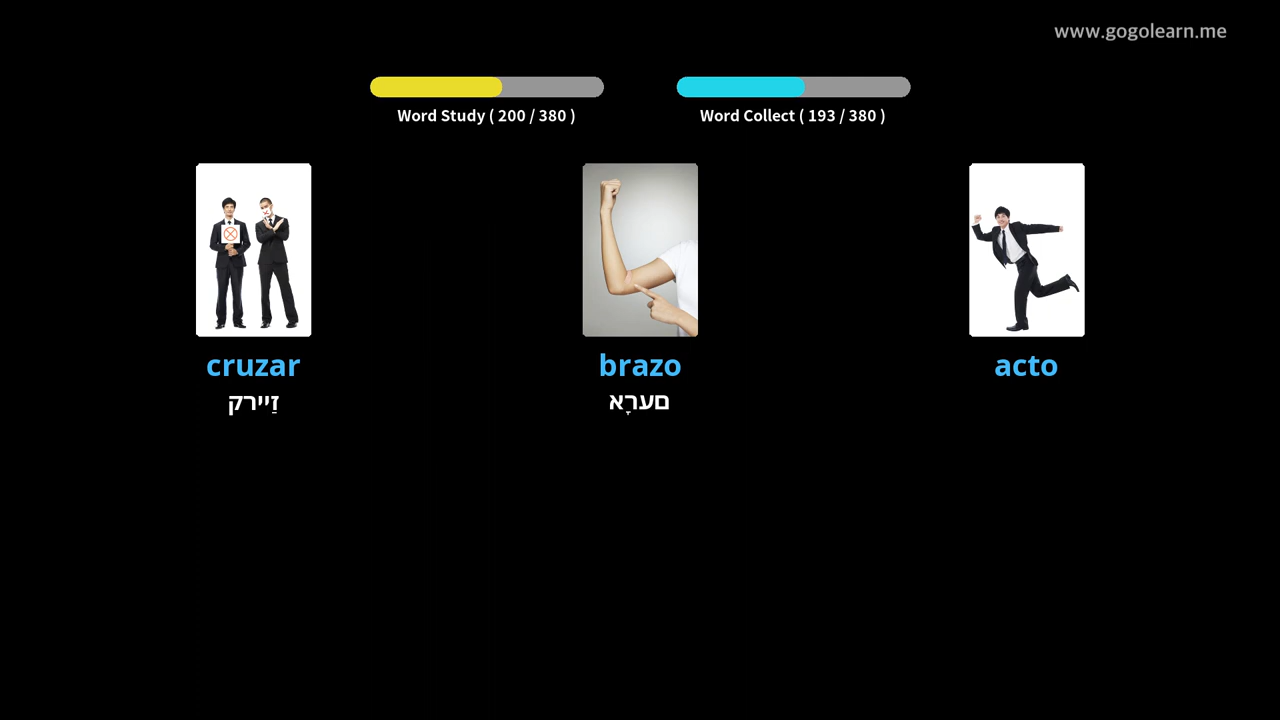 www.gogolearn.me
Word Study ( 200 / 380 )
Word Collect ( 193 / 380 )
cruzar
brazo
acto
זַיירק
םערָא